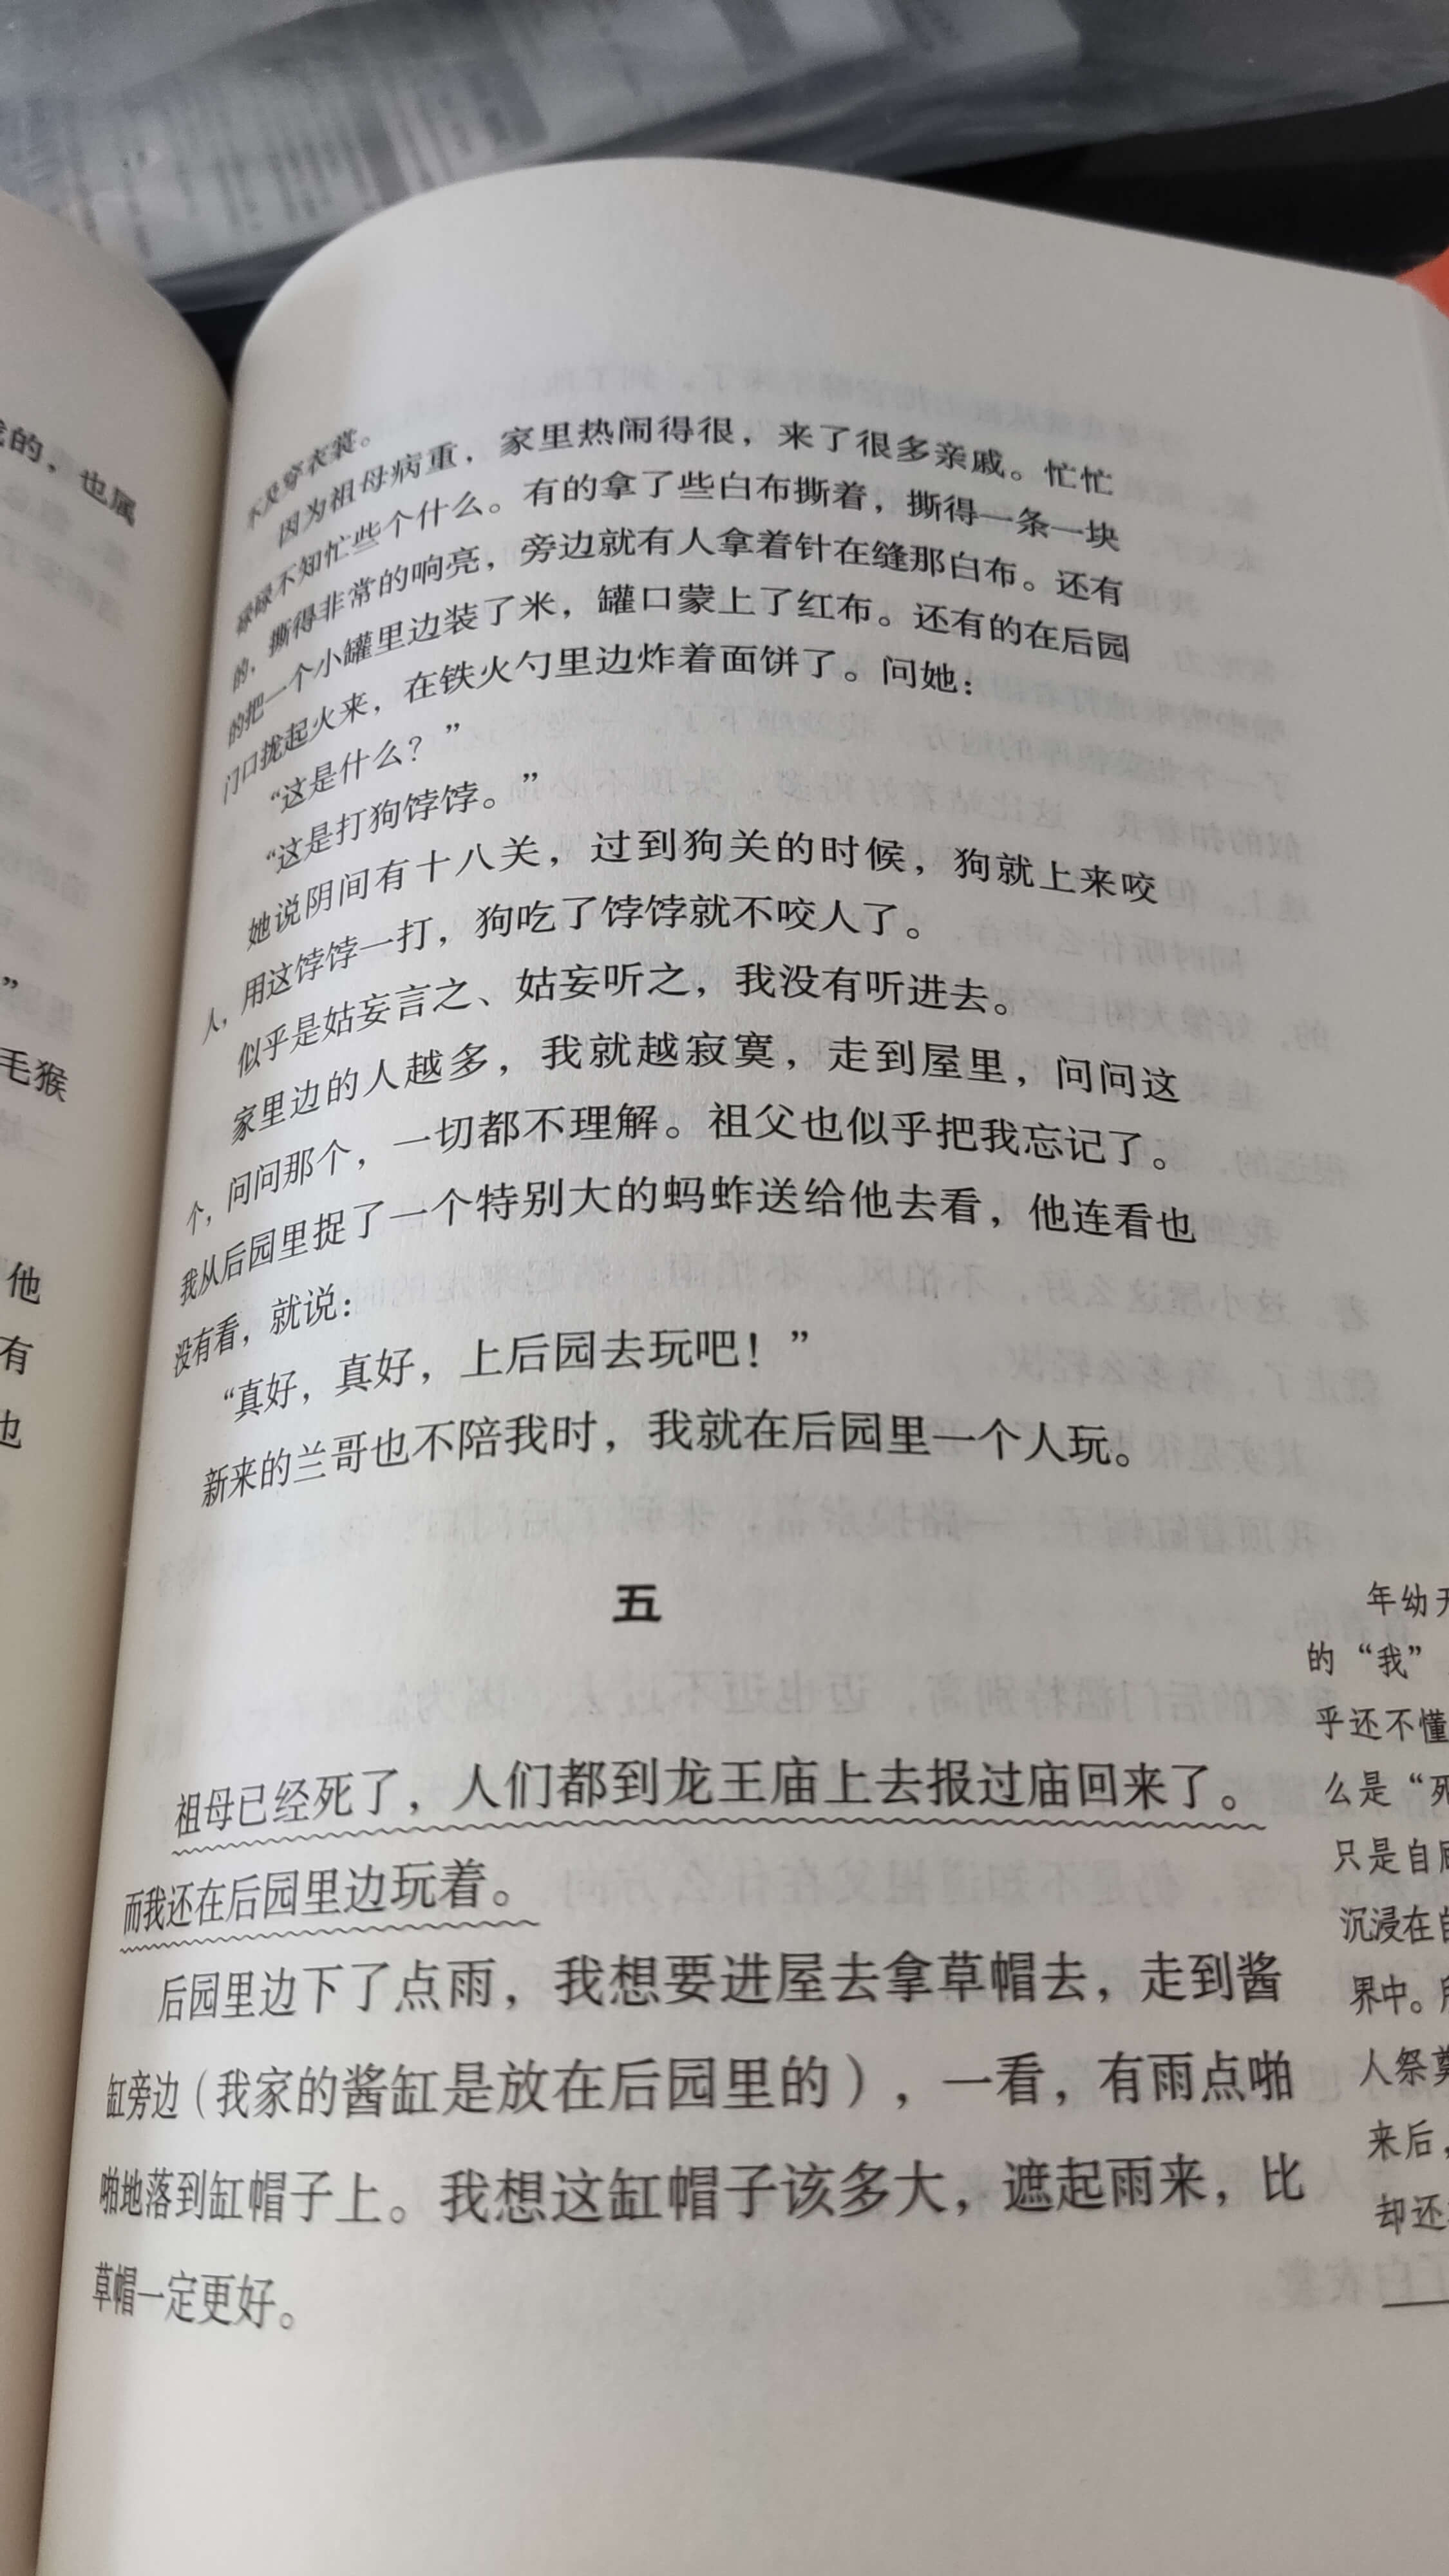 我的，也属
”
毛猴
他
有
也
不及穿衣裳。
因为祖母病重，家里热闹得很，来了很多亲戚。忙忙
碌碌不知忙些个什么。有的拿了些白布撕着，撕得一条一块
的，撕得非常的响亮，旁边就有人拿着针在缝那白布。还有
的把一个小罐里边装了米，罐口蒙上了红布。还有的在后园
门口拢起火来，在铁火勺里边炸着面饼了。问她：
“这是什么？”
“这是打狗饽饽。”
她说阴间有十八关，过到狗关的时候，狗就上来咬
人，用这饽饽一打，狗吃了饽饽就不咬人了。
似乎是姑妄言之、姑妄听之，我没有听进去。
家里边的人越多，我就越寂寞，走到屋里，问问这
个，问问那个，一切都不理解。祖父也似乎把我忘记了。
我从后园里捉了一个特别大的蚂蚱送给他去看，他连看也
没有看，就说：
“真好，真好，上后园去玩吧！”
新来的兰哥也不陪我时，我就在后园里一个人玩。
五
祖母已经死了，人们都到龙王庙上去报过庙回来了。
而我还在后园里边玩着。
后园里边下了点雨，我想要进屋去拿草帽去，走到酱
缸旁边（我家的酱缸是放在后园里的），一看，有雨点啪
啪地落到缸帽子上。我想这缸帽子该多大，遮起雨来，比
草帽一定更好。
年幼
的“我”
乎还不懂
么是“死
只是自顾
沉浸在自
界中。
人祭奠
来后，
却还